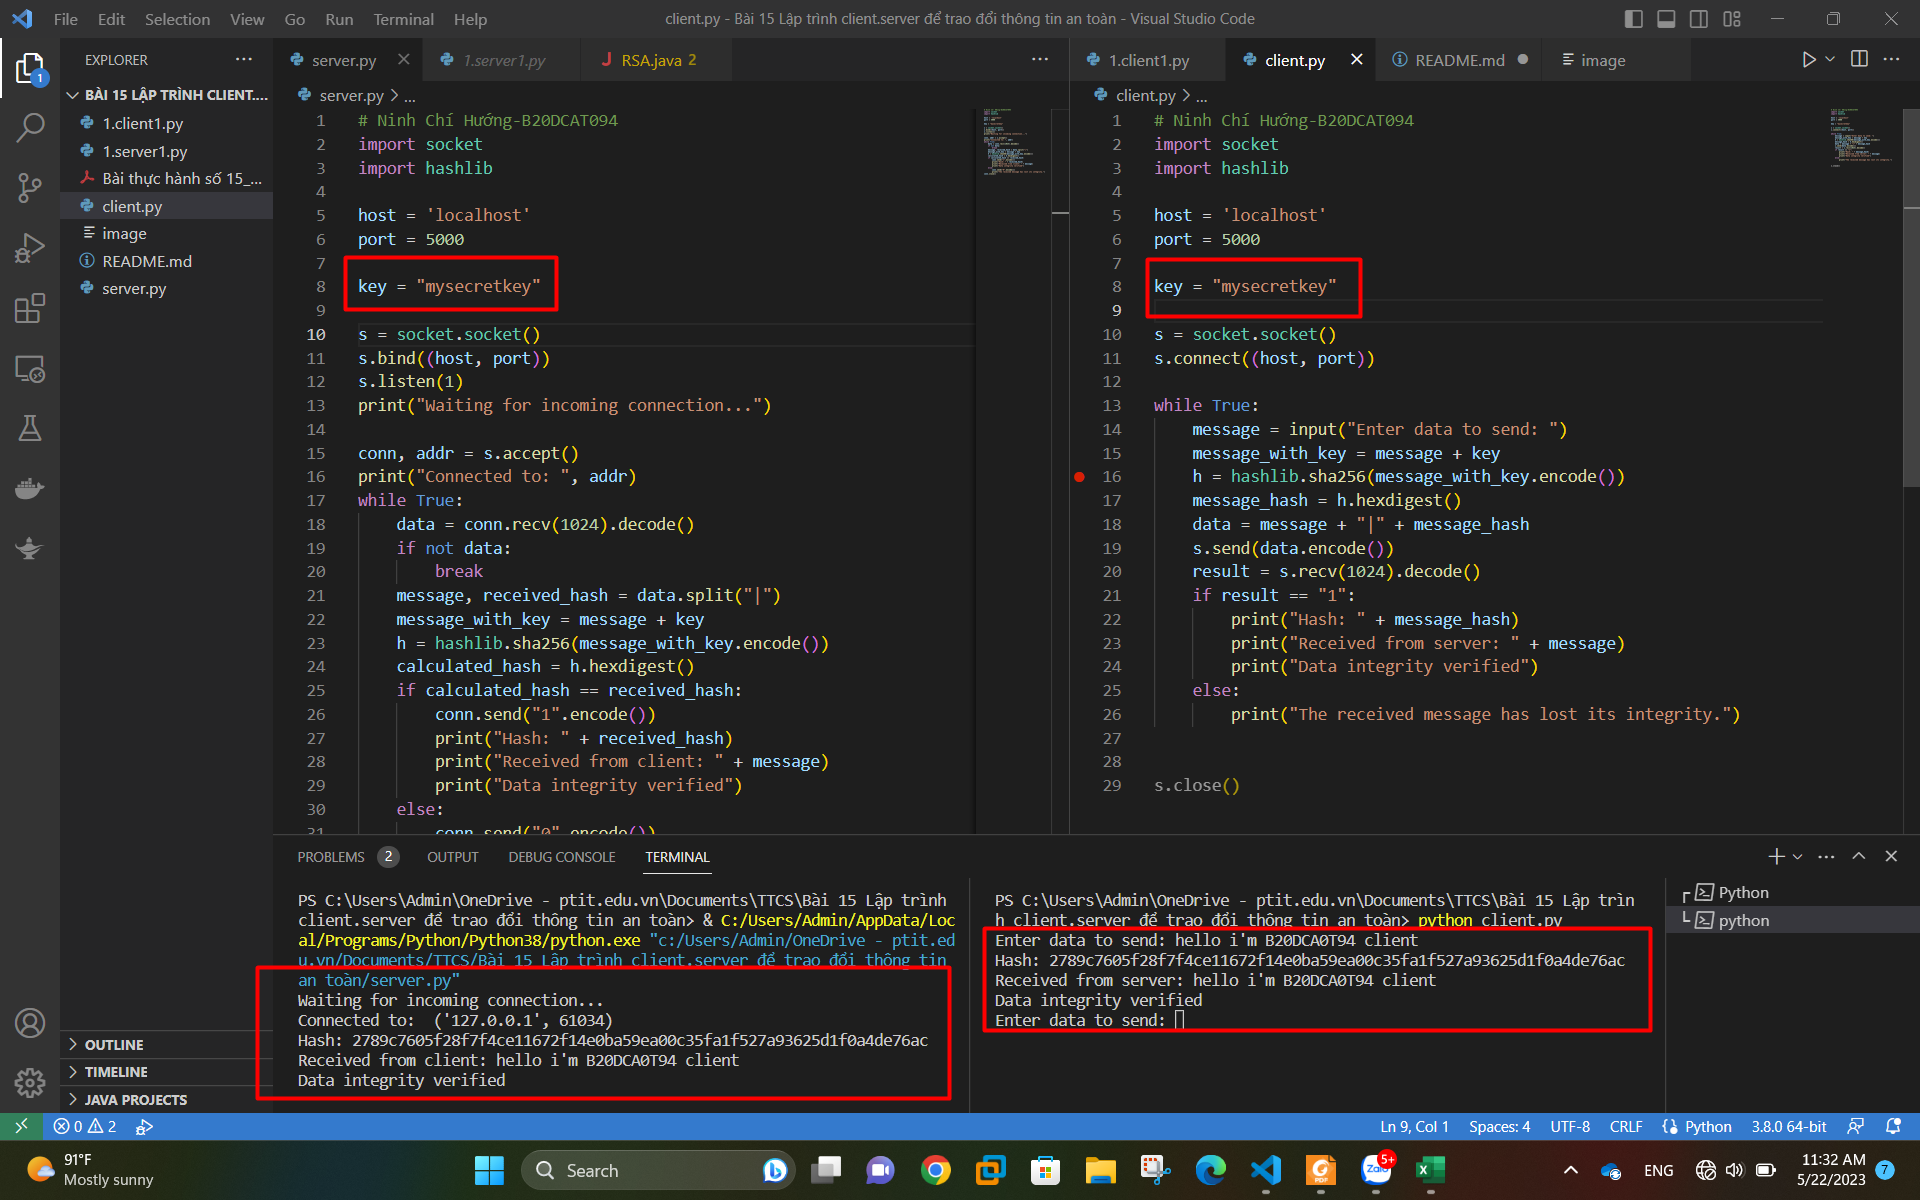 File Edit Selection View Go Run Terminal Help
client.py - Bài 15 Lập trình client.server để trao đổi thông tin an toàn - Visual Studio Code
EXPLORER
BÀI 15 LẬP TRÌNH CLIENT....
1.client1.py
1.server1.py
Bài thực hành số 15_...
client.py
image
README.md
server.py
OUTLINE
TIMELINE
JAVA PROJECTS
server.py
1.server1.py
RSA.java 2
server.py > ...
1 # Ninh Chí Hướng-B20DCAT094
2 import socket
3 import hashlib
4
5 host = 'localhost'
6 port = 5000
7
8 key = "mysecretkey"
9
10 s = socket.socket()
11 s.bind((host, port))
12 s.listen(1)
13 print("Waiting for incoming connection...")
14
15 conn, addr = s.accept()
16 print("Connected to: ", addr)
17 while True:
18 data = conn.recv(1024).decode()
19 if not data:
20 break
21 message, received_hash = data.split("|")
22 message_with_key = message + key
23 h = hashlib.sha256(message_with_key.encode())
24 calculated_hash = h.hexdigest()
25 if calculated_hash == received_hash:
26 conn.send("1".encode())
27 print("Hash: " + received_hash)
28 print("Received from client: " + message)
29 print("Data integrity verified")
30 else:
31 conn.send("0".encode())
1.client1.py
client.py
README.md
image
client.py > ...
1 # Ninh Chí Hướng-B20DCAT094
2 import socket
3 import hashlib
4
5 host = 'localhost'
6 port = 5000
7
8 key = "mysecretkey"
9
10 s = socket.socket()
11 s.connect((host, port))
12
13 while True:
14 message = input("Enter data to send: ")
15 message_with_key = message + key
16 h = hashlib.sha256(message_with_key.encode())
17 message_hash = h.hexdigest()
18 data = message + "|" + message_hash
19 s.send(data.encode())
20 result = s.recv(1024).decode()
21 if result == "1":
22 print("Hash: " + message_hash)
23 print("Received from server: " + message)
24 print("Data integrity verified")
25 else:
26 print("The received message has lost its integrity.")
27
28
29 s.close()
PROBLEMS 2 OUTPUT DEBUG CONSOLE TERMINAL
PS C:\Users\Admin\OneDrive - ptit.edu.vn\Documents\TTCS\Bài 15 Lập trình
client.server để trao đổi thông tin an toàn> & C:/Users/Admin/AppData/Loc
al/Programs/Python/Python38/python.exe "c:/Users/Admin/OneDrive - ptit.ed
u.vn/Documents/TTCS/Bài 15 Lập trình client.server để trao đổi thông tin
an toàn/server.py"
Waiting for incoming connection...
Connected to:  ('127.0.0.1', 61034)
Hash: 2789c7605f28f7f4ce11672f14e0ba59ea00c35fa1f527a93625d1f0a4de76ac
Received from client: hello i'm B20DCA0T94 client
Data integrity verified
PS C:\Users\Admin\OneDrive - ptit.edu.vn\Documents\TTCS\Bài 15 Lập trìn
h client.server để trao đổi thông tin an toàn> python client.py
Enter data to send: hello i'm B20DCA0T94 client
Hash: 2789c7605f28f7f4ce11672f14e0ba59ea00c35fa1f527a93625d1f0a4de76ac
Received from server: hello i'm B20DCA0T94 client
Data integrity verified
Enter data to send:
Python
python
0 2
Ln 9, Col 1 Spaces: 4 UTF-8 CRLF Python 3.8.0 64-bit
91°F
Mostly sunny
Search
Zalo 5+
ENG
11:32 AM
5/22/2023
7